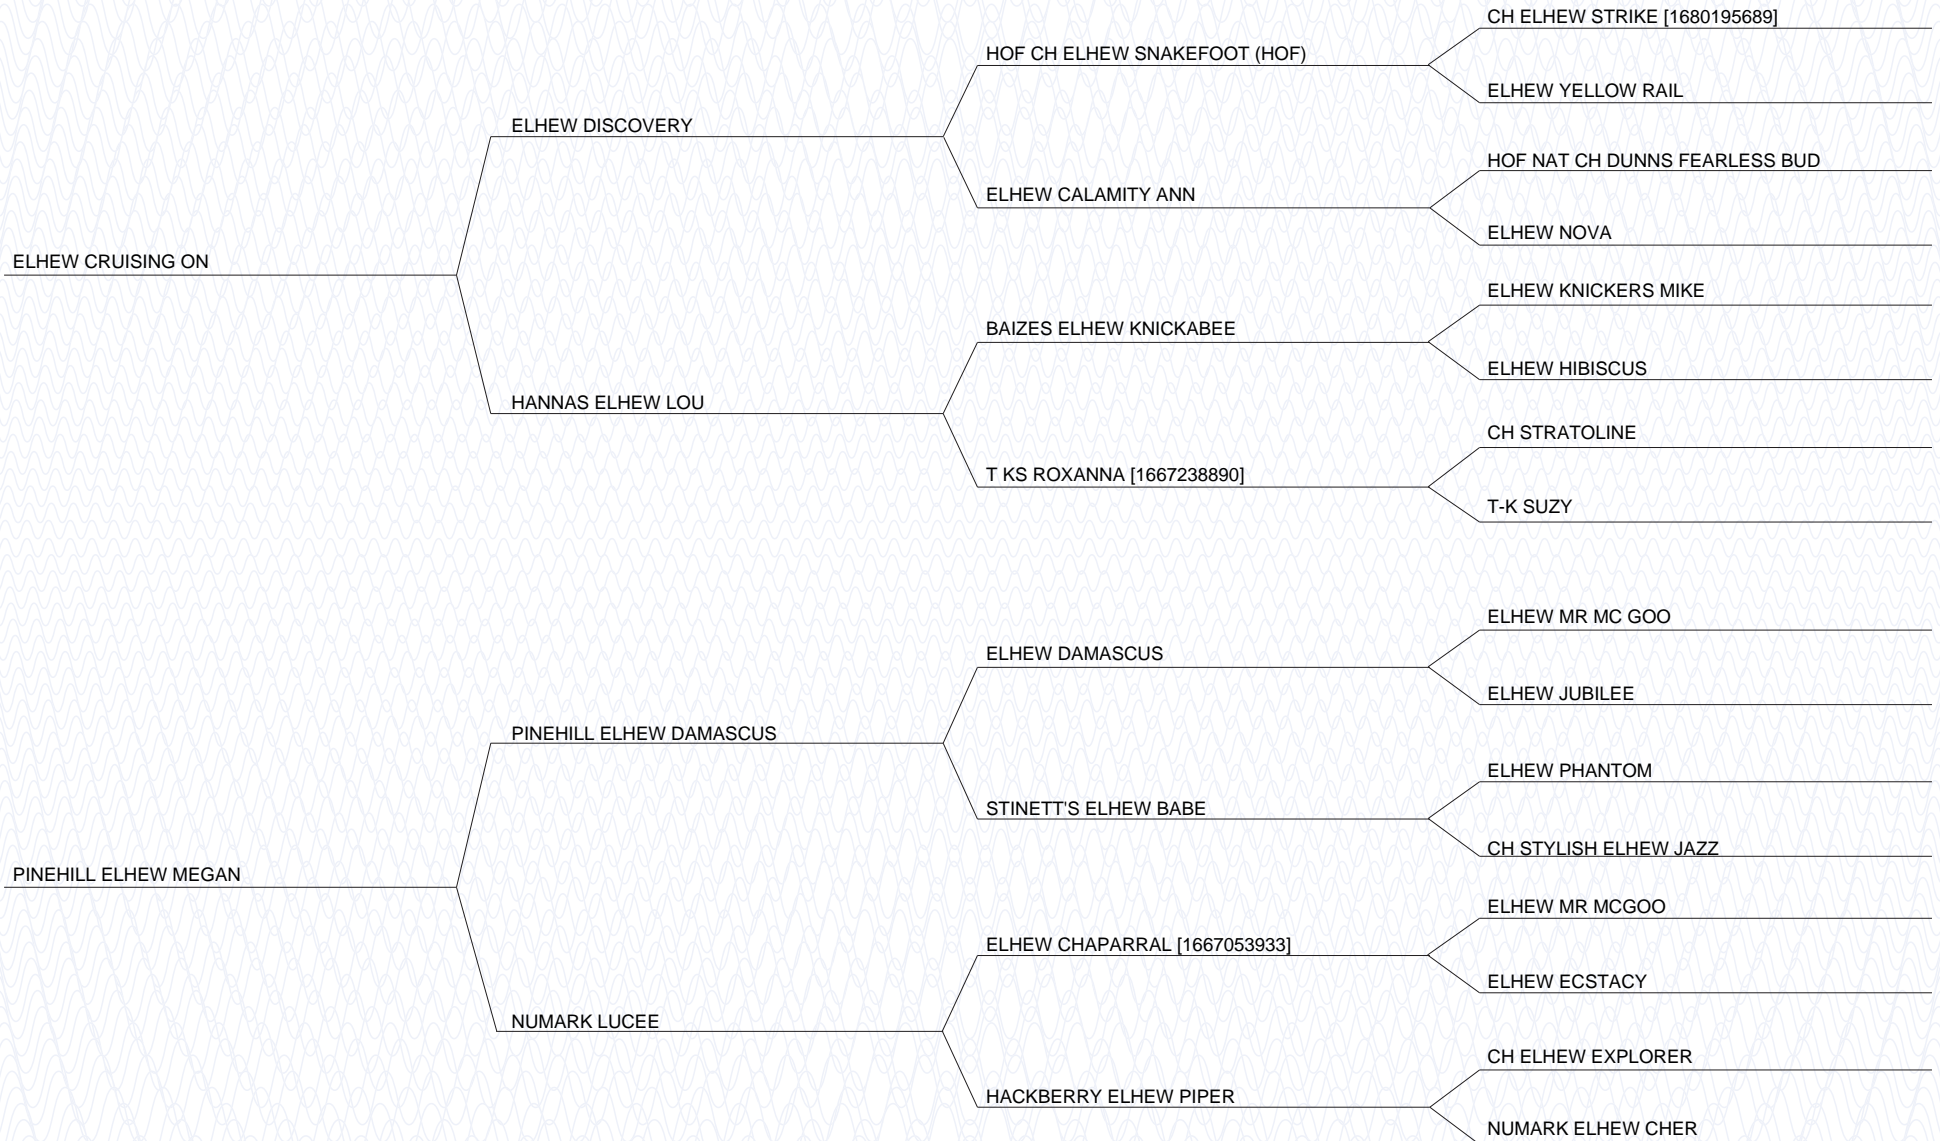 CH ELHEW STRIKE [1680195689]
HOF CH ELHEW SNAKEFOOT (HOF)
ELHEW YELLOW RAIL
ELHEW DISCOVERY
HOF NAT CH DUNNS FEARLESS BUD
ELHEW CALAMITY ANN
ELHEW NOVA
ELHEW CRUISING ON
ELHEW KNICKERS MIKE
BAIZES ELHEW KNICKABEE
ELHEW HIBISCUS
HANNAS ELHEW LOU
CH STRATOLINE
T KS ROXANNA [1667238890]
T-K SUZY
ELHEW MR MC GOO
ELHEW DAMASCUS
ELHEW JUBILEE
PINEHILL ELHEW DAMASCUS
ELHEW PHANTOM
STINETT'S ELHEW BABE
CH STYLISH ELHEW JAZZ
PINEHILL ELHEW MEGAN
ELHEW MR MCGOO
ELHEW CHAPARRAL [1667053933]
ELHEW ECSTACY
NUMARK LUCEE
CH ELHEW EXPLORER
HACKBERRY ELHEW PIPER
NUMARK ELHEW CHER